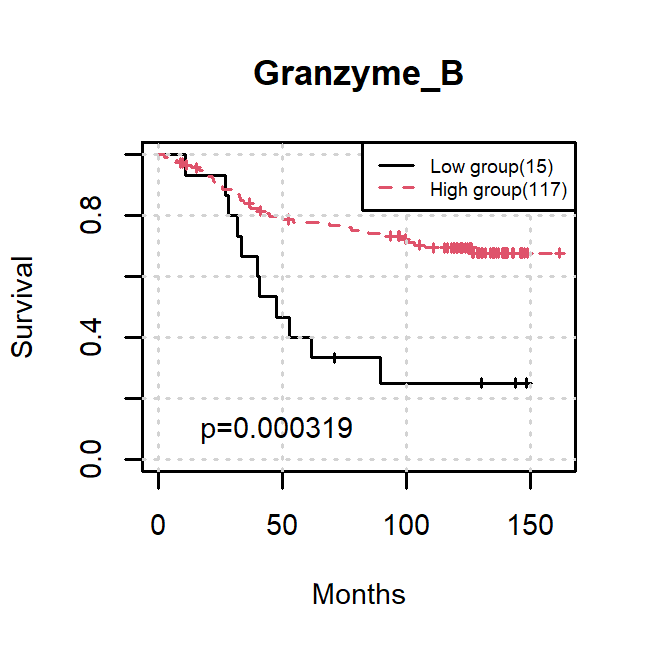 Granzyme_B
Low group(15)
High group(117)
Survival
0.8
0.4
0.0
p=0.000319
0 50 100 150
Months